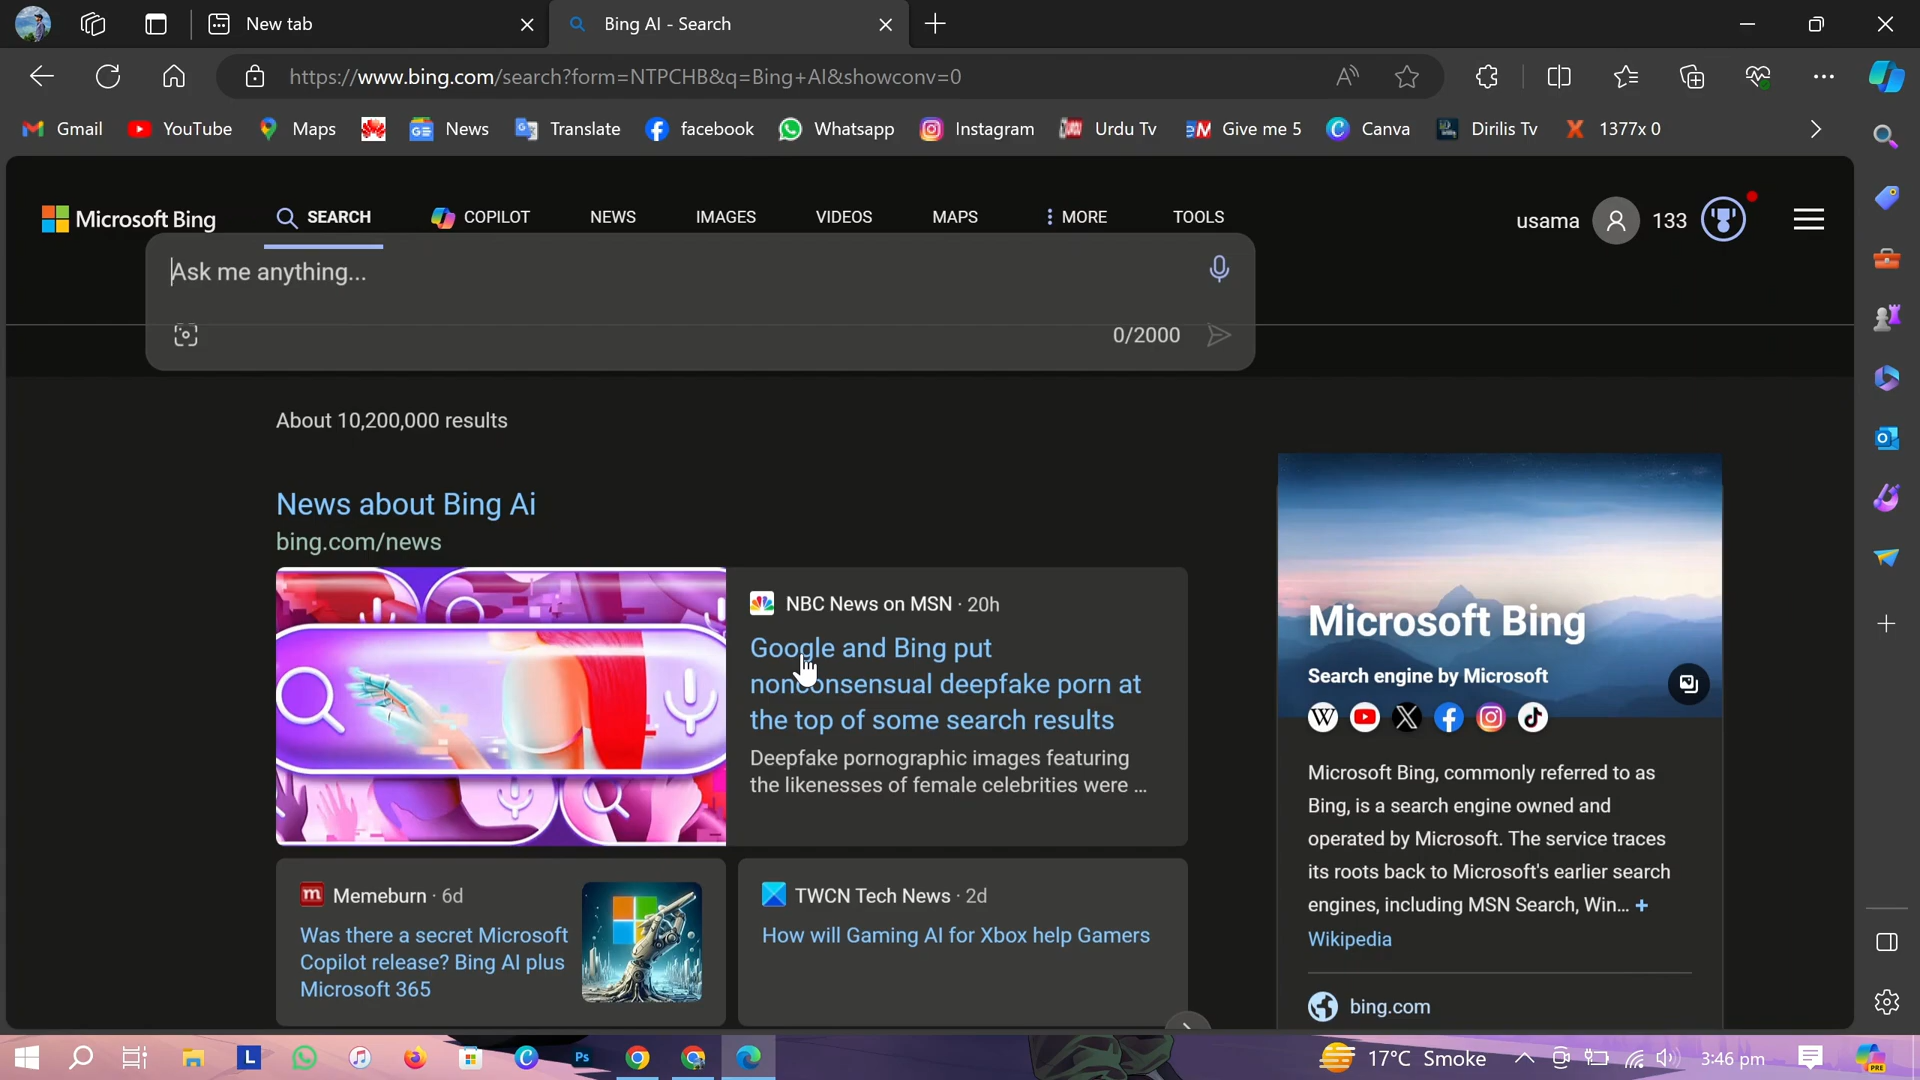 New tab
Bing AI - Search
https://www.bing.com/search?form=NTPCHB&q=Bing+AI&showconv=0
Gmail YouTube Maps News Translate facebook Whatsapp Instagram Urdu Tv Give me 5 Canva Dirilis Tv 1377x 0
Microsoft Bing SEARCH COPILOT NEWS IMAGES VIDEOS MAPS MORE TOOLS usama 133
Ask me anything...
0/2000
About 10,200,000 results
News about Bing Ai
bing.com/news
NBC News on MSN · 20h
Google and Bing put
nonconsensual deepfake porn at
the top of some search results
Deepfake pornographic images featuring
the likenesses of female celebrities were ...
Memeburn · 6d
Was there a secret Microsoft
Copilot release? Bing AI plus
Microsoft 365
TWCN Tech News · 2d
How will Gaming AI for Xbox help Gamers
Microsoft Bing
Search engine by Microsoft
Microsoft Bing, commonly referred to as
Bing, is a search engine owned and
operated by Microsoft. The service traces
its roots back to Microsoft's earlier search
engines, including MSN Search, Win... +
Wikipedia
bing.com
17°C Smoke 3:46 pm